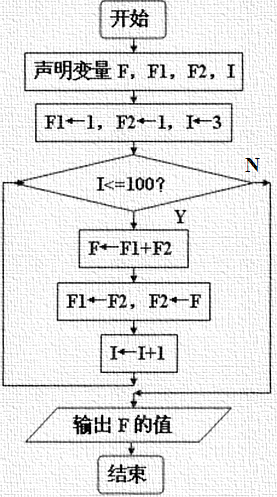 开始
声明变量 F, F1, F2, I
F1←1, F2←1, I←3
I<=100?
N
Y
F←F1+F2
F1←F2, F2←F
I←I+1
输出 F 的值
结束